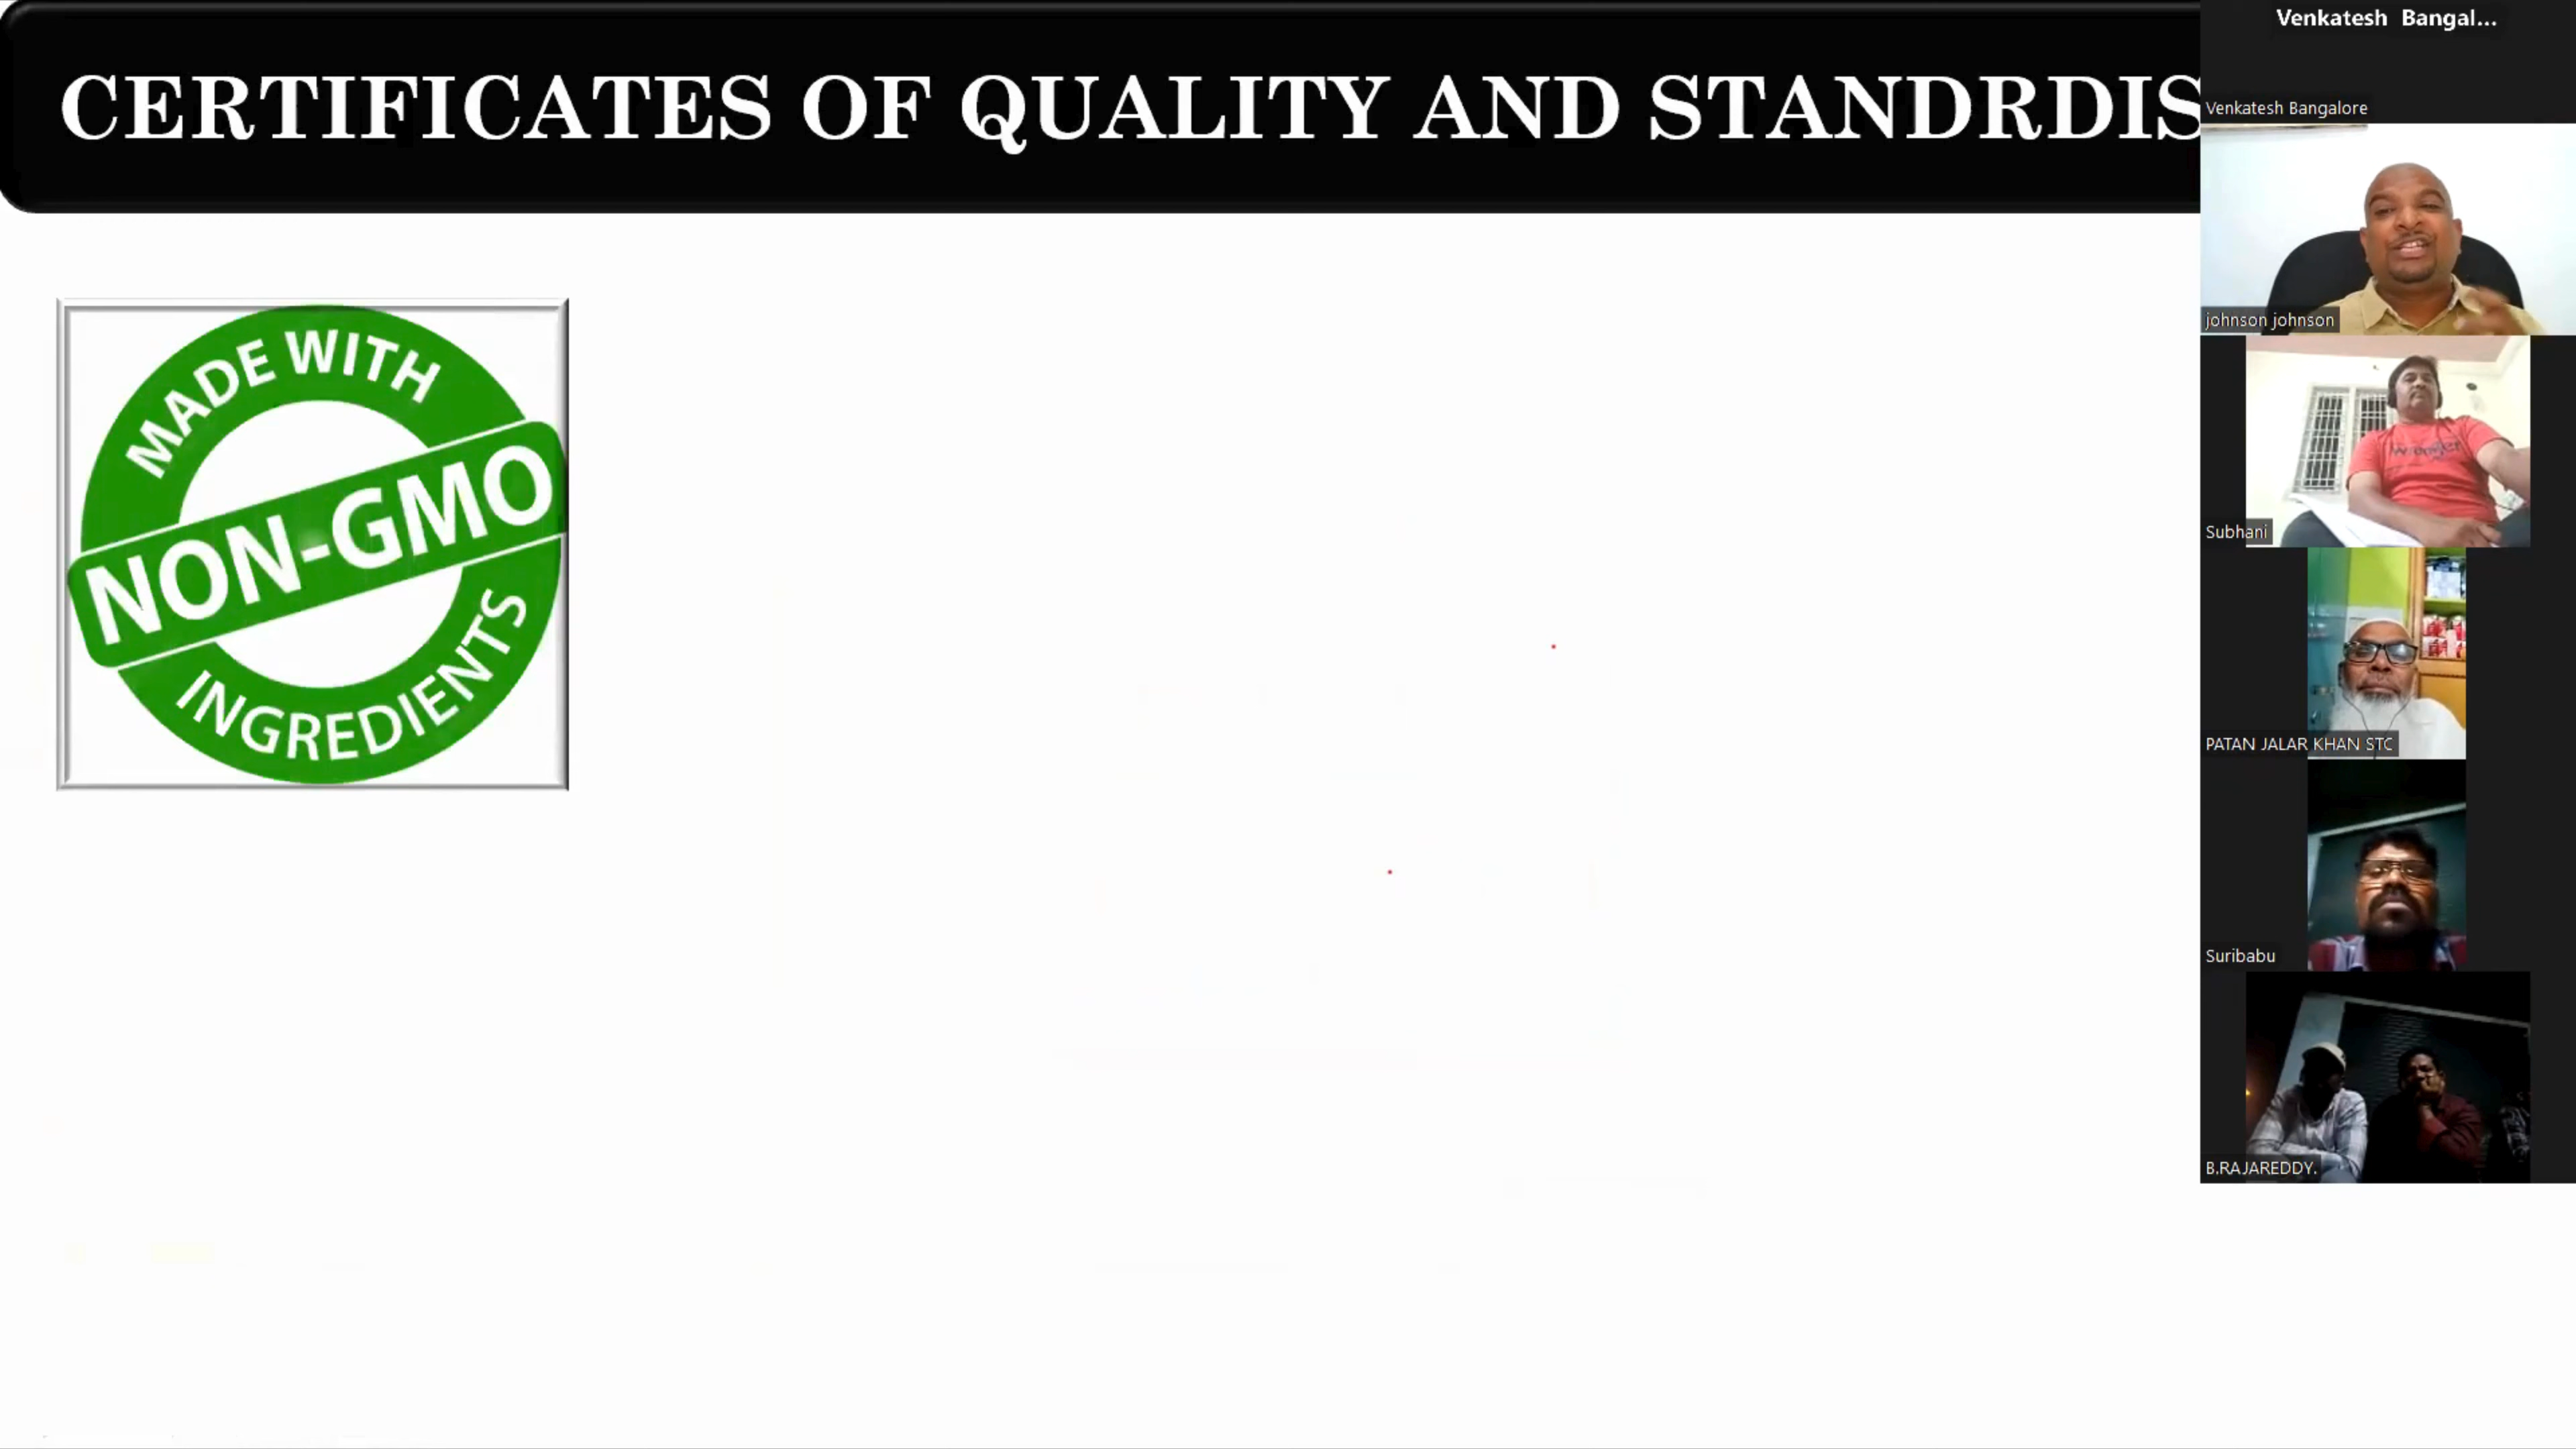 CERTIFICATES OF QUALITY AND STANDRDIS
MADE WITH
NON-GMO
INGREDIENTS
Venkatesh Bangal...
Venkatesh Bangalore
johnson johnson
Subhani
PATAN JALAR KHAN STC
Suribabu
B.RAJAREDDY.